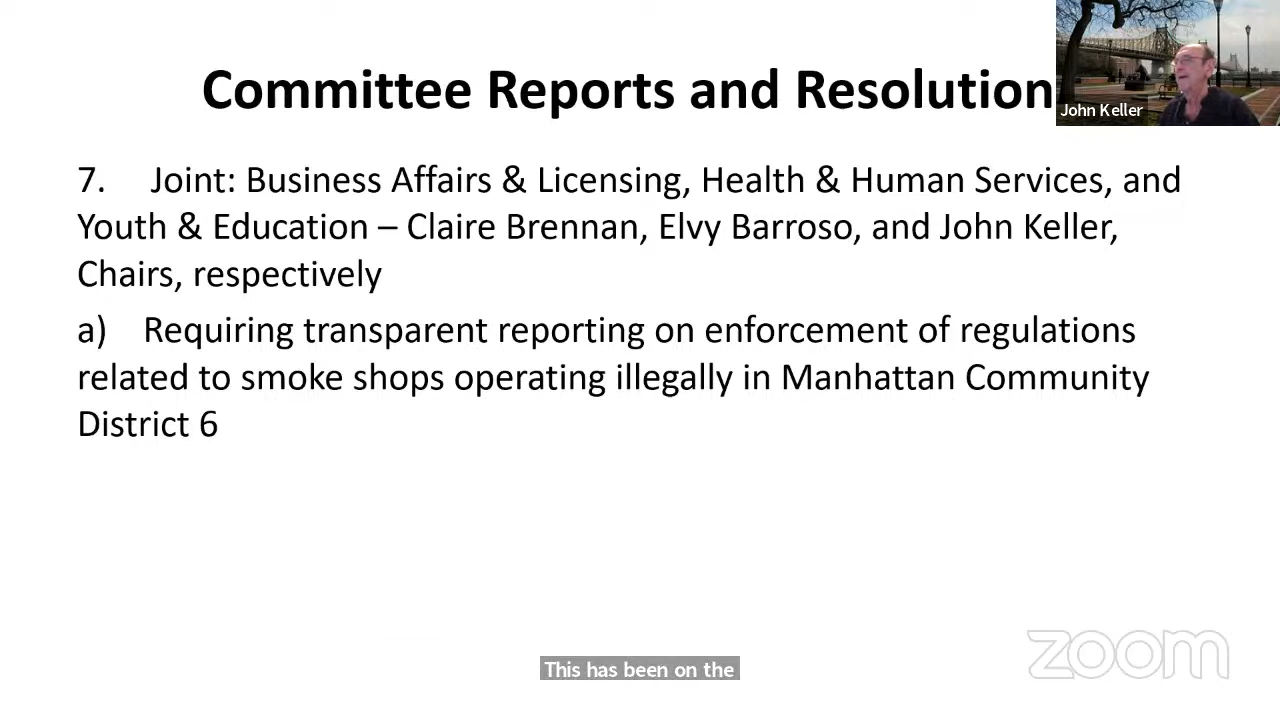 Committee Reports and Resolution
John Keller
7. Joint: Business Affairs & Licensing, Health & Human Services, and
Youth & Education – Claire Brennan, Elvy Barroso, and John Keller,
Chairs, respectively
a) Requiring transparent reporting on enforcement of regulations
related to smoke shops operating illegally in Manhattan Community
District 6
This has been on the
zoom